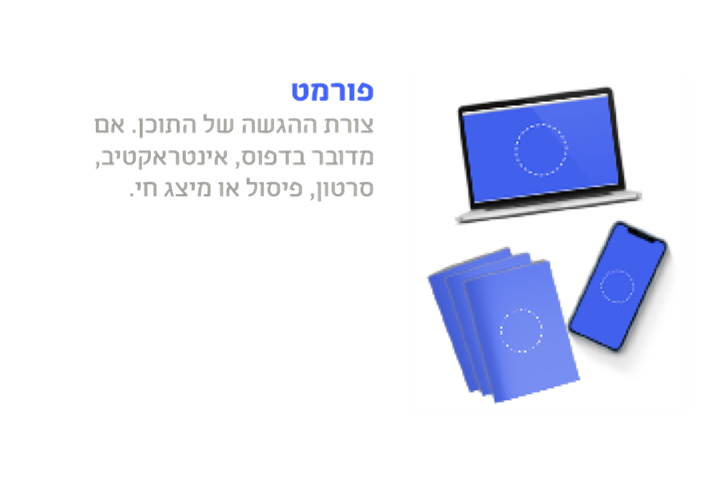 פורמט
צורת ההגשה של התוכן. אם
מדובר בדפוס, אינטראקטיב,
סרטון, פיסול או מיצג חי.